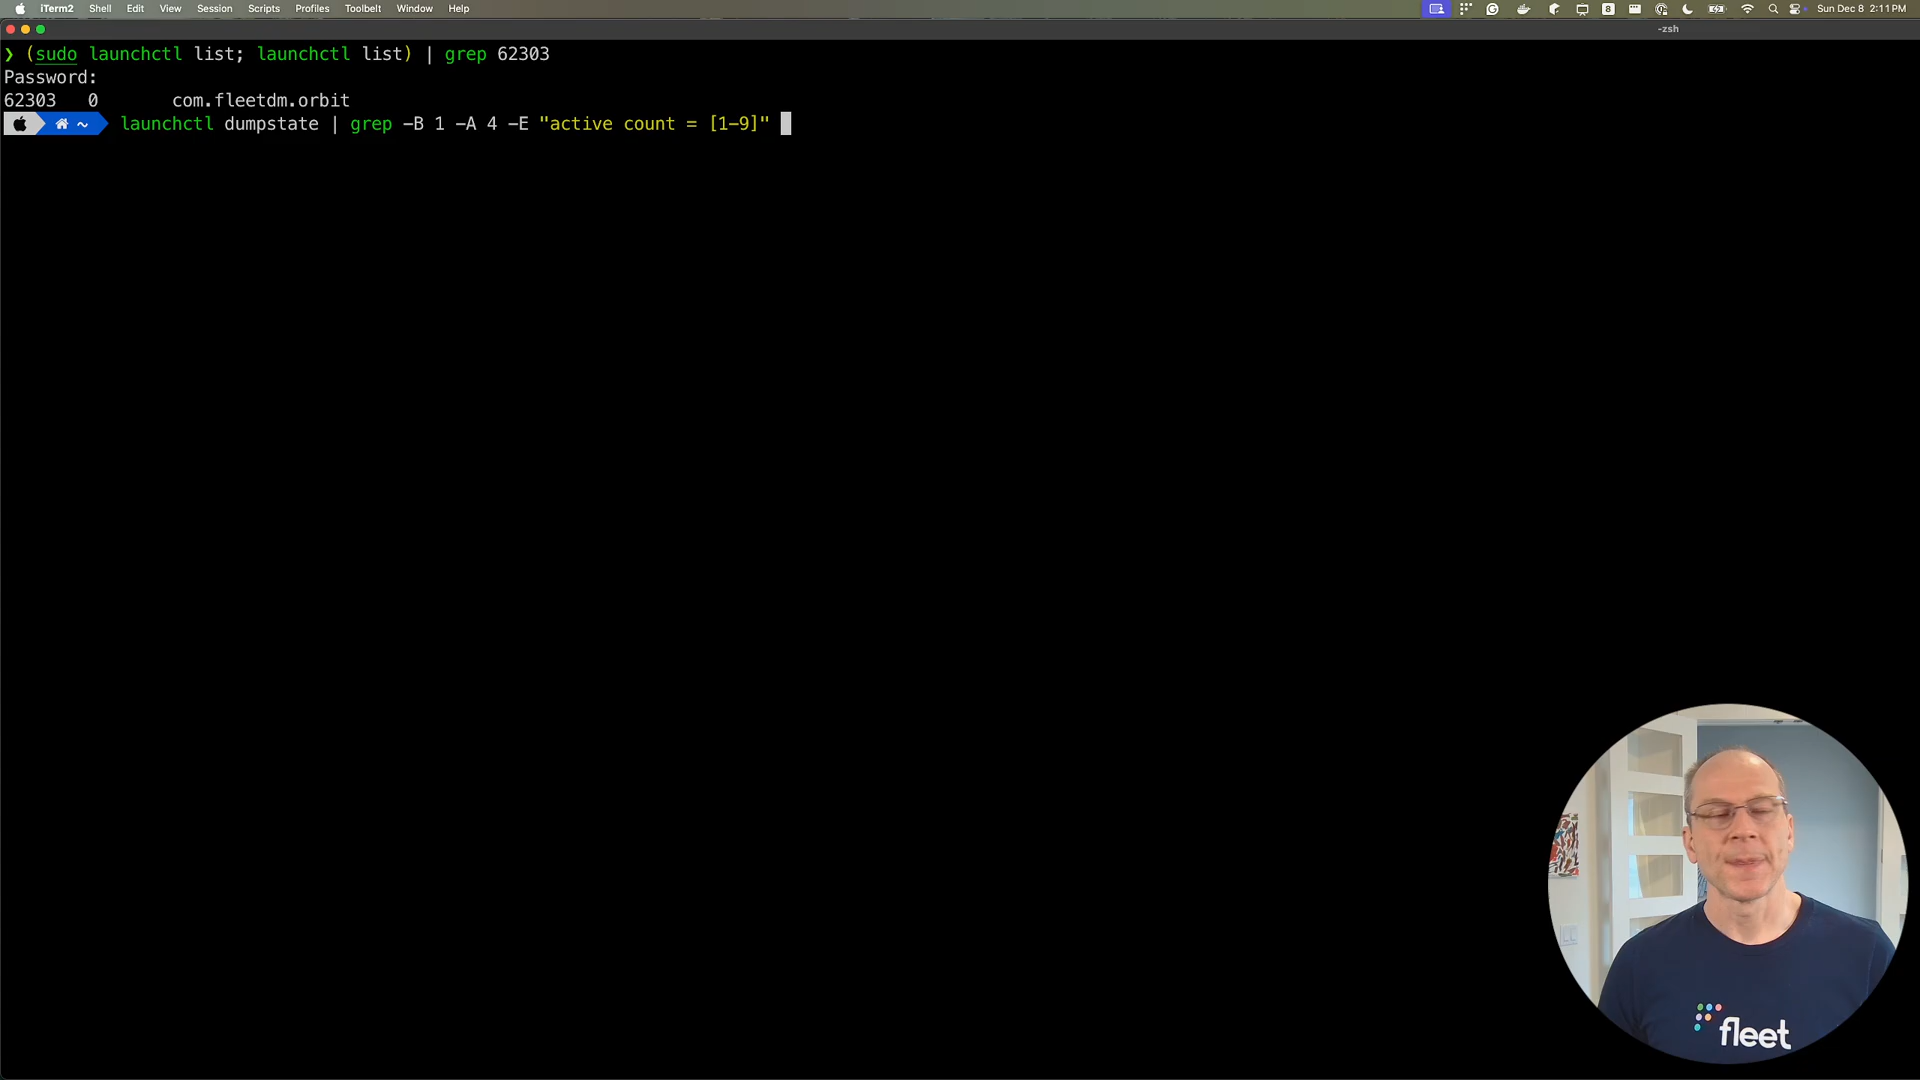 iTerm2 Shell Edit View Session Scripts Profiles Toolbelt Window Help 8 Sun Dec 8 2:11 PM
-zsh
❯ (sudo launchctl list; launchctl list) | grep 62303
Password:
62303 0 com.fleetdm.orbit
~ launchctl dumpstate | grep -B 1 -A 4 -E "active count = [1-9]"
fleet